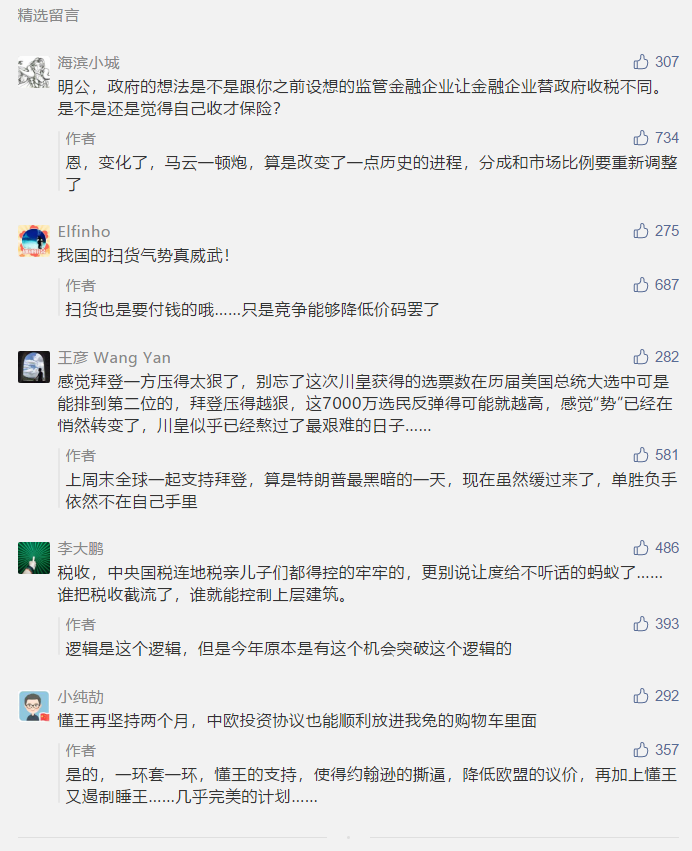 精选留言
海滨小城
307
明公，政府的想法是不是跟你之前设想的监管金融企业让金融企业替政府收税不同。
是不是还是觉得自己收才保险？
作者
734
恩，变化了，马云一顿炮，算是改变了一点历史的进程，分成和市场比例要重新调整
了
Elfinho
275
我国的扫货气势真威武！
作者
687
扫货也是要付钱的哦……只是竞争能够降低价码罢了
王彦 Wang Yan
282
感觉拜登一方压得太狠了，别忘了这次川皇获得的选票数在历届美国总统大选中可是
能排到第二位的，拜登压得越狠，这7000万选民反弹得可能就越高，感觉“势”已经在
悄然转变了，川皇似乎已经熬过了最艰难的日子……
作者
581
上周末全球一起支持拜登，算是特朗普最黑暗的一天，现在虽然缓过来了，单胜负手
依然不在自己手里
李大鹏
486
税收，中央国税连地税亲儿子们都得控的牢牢的，更别说让度给不听话的蚂蚁了……
谁把税收截流了，谁就能控制上层建筑。
作者
393
逻辑是这个逻辑，但是今年原本是有这个机会突破这个逻辑的
小纯劼
292
懂王再坚持两个月，中欧投资协议也能顺利放进我兔的购物车里面
作者
357
是的，一环套一环，懂王的支持，使得约翰逊的撕逼，降低欧盟的议价，再加上懂王
又遏制睡王……几乎完美的计划……